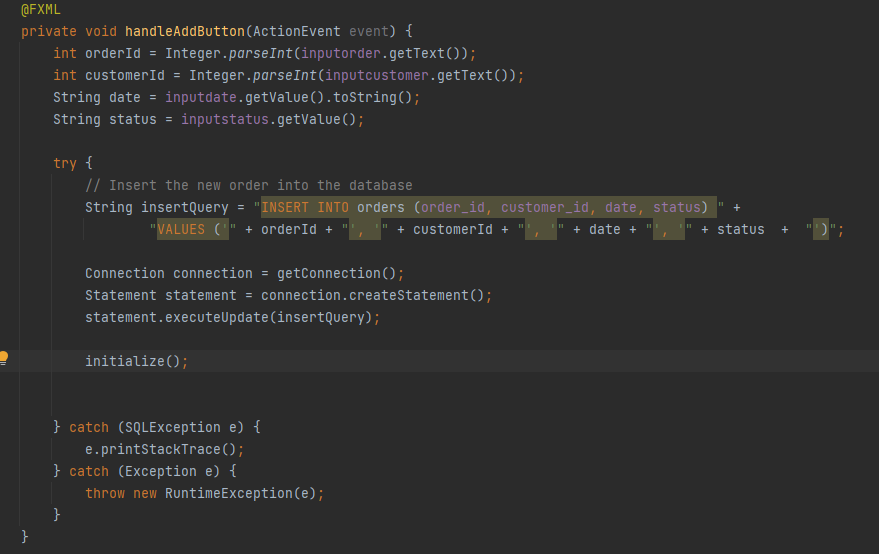 @FXML
private void handleAddButton(ActionEvent event) {
int orderId = Integer.parseInt(inputorder.getText());
int customerId = Integer.parseInt(inputcustomer.getText());
String date = inputdate.getValue().toString();
String status = inputstatus.getValue();
try {
// Insert the new order into the database
String insertQuery = "INSERT INTO orders (order_id, customer_id, date, status) " +
"VALUES ('" + orderId + "', '" + customerId + "', '" + date + "', '" + status  +  "')";
Connection connection = getConnection();
Statement statement = connection.createStatement();
statement.executeUpdate(insertQuery);
initialize();
} catch (SQLException e) {
e.printStackTrace();
} catch (Exception e) {
throw new RuntimeException(e);
}
}